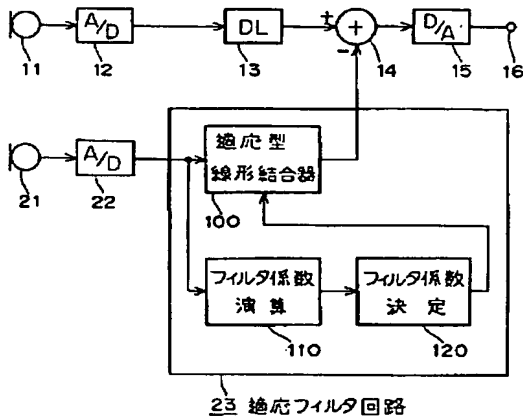 A/D
DL
+
+
-
D/A
11
12
13
14
15
16
A/D
適応型
線形結合器
21
22
100
フィルタ係数
演算
フィルタ係数
決定
110
120
23 適応フィルタ回路